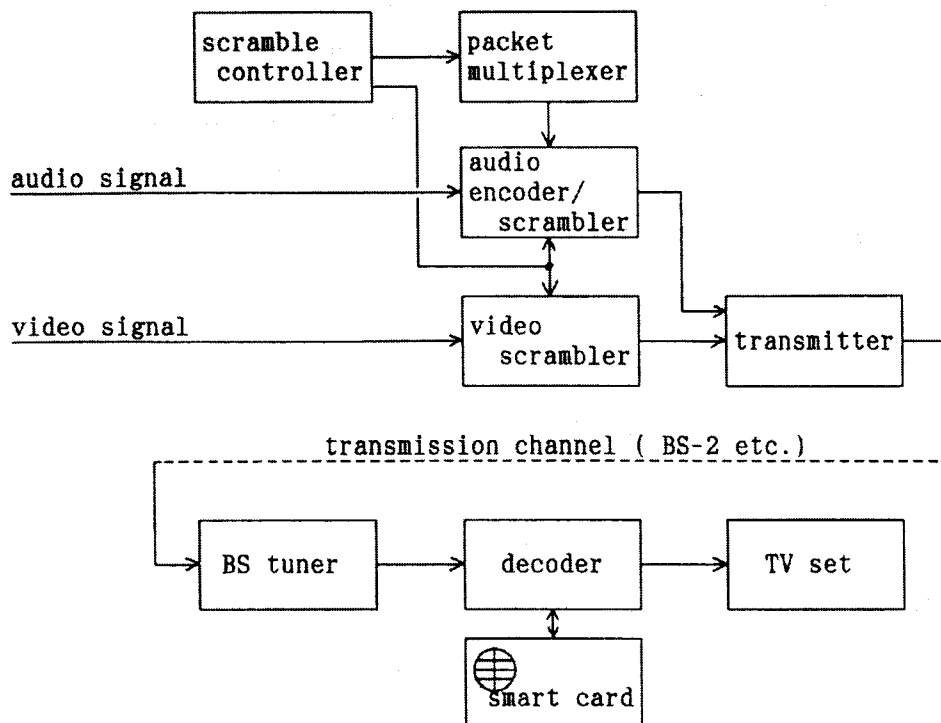 scramble
controller
packet
multiplexer
audio signal
audio
encoder/
scrambler
video signal
video
scrambler
transmitter
transmission channel ( BS-2 etc.)
BS tuner
decoder
TV set
smart card